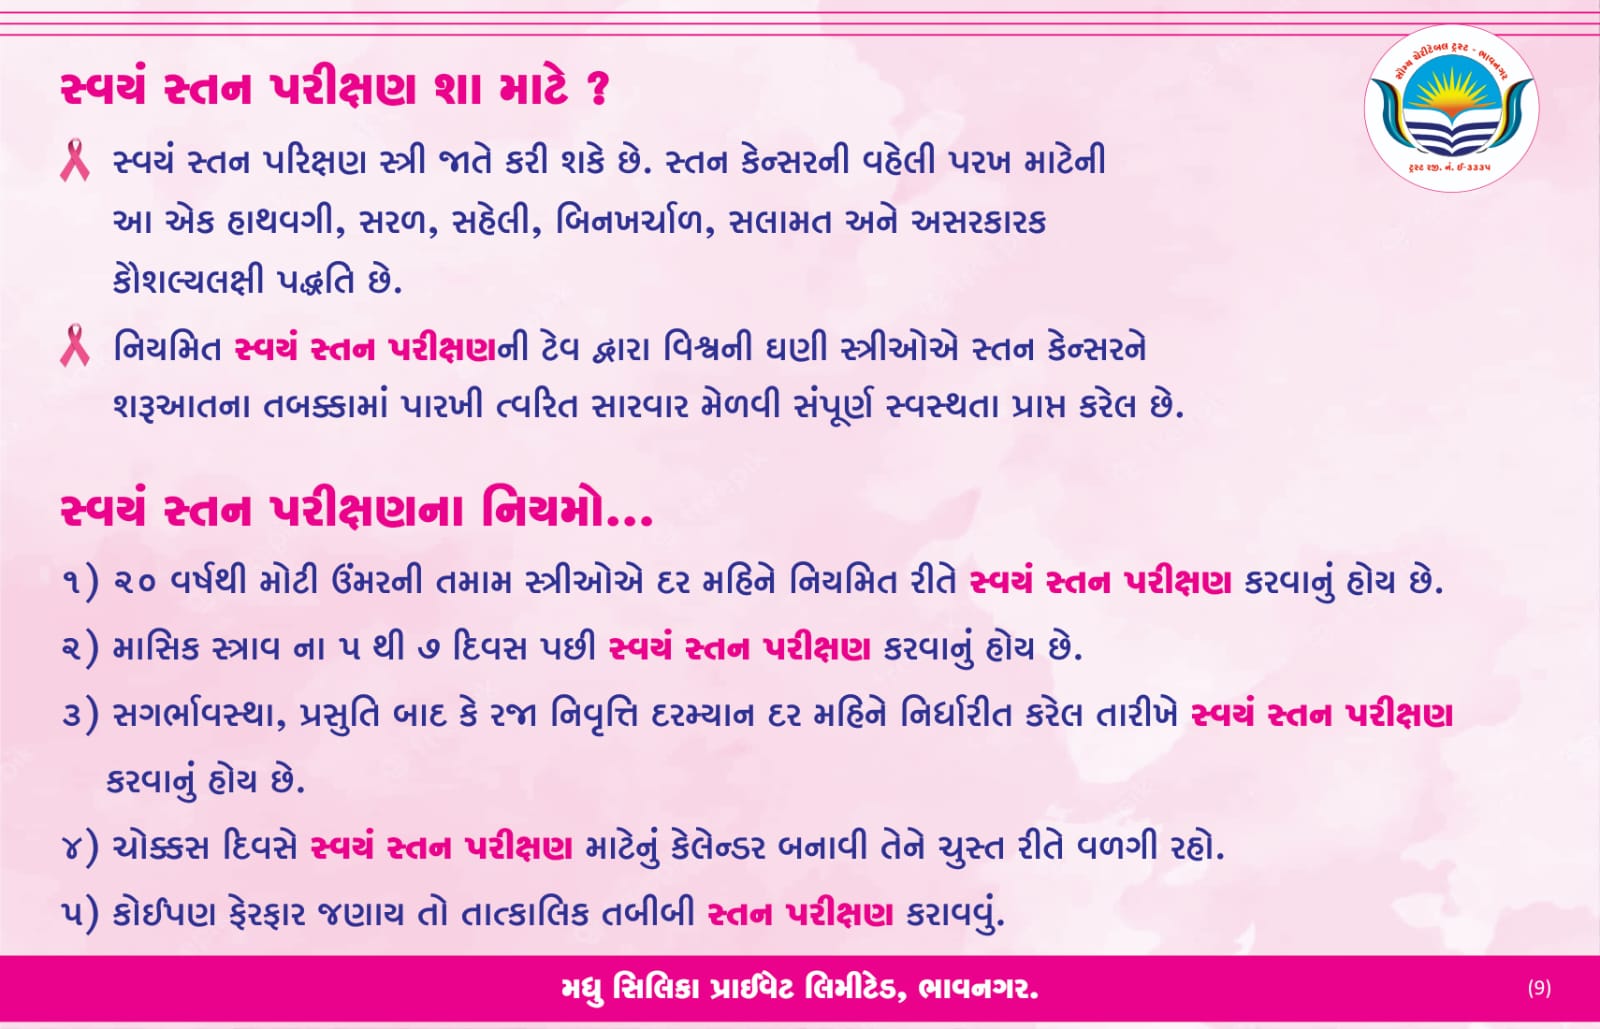 સૌમ્ય ચેરીટેબલ ટ્રસ્ટ - ભાવનગર
ટ્રસ્ટ રજી. નં. ઈ-૩૩૩૫
સ્વયં સ્તન પરીક્ષણ શા માટે ?
સ્વયં સ્તન પરિક્ષણ સ્ત્રી જાતે કરી શકે છે. સ્તન કેન્સરની વહેલી પરખ માટેની
આ એક હાથવગી, સરળ, સહેલી, બિનખર્ચાળ, સલામત અને અસરકારક
કૌશલ્યલક્ષી પદ્ધતિ છે.
નિયમિત સ્વયં સ્તન પરીક્ષણની ટેવ દ્વારા વિશ્વની ઘણી સ્ત્રીઓએ સ્તન કેન્સરને
શરૂઆતના તબક્કામાં પારખી ત્વરિત સારવાર મેળવી સંપૂર્ણ સ્વસ્થતા પ્રાપ્ત કરેલ છે.
સ્વયં સ્તન પરીક્ષણના નિયમો...
૧) ૨૦ વર્ષથી મોટી ઉંમરની તમામ સ્ત્રીઓએ દર મહિને નિયમિત રીતે સ્વયં સ્તન પરીક્ષણ કરવાનું હોય છે.
૨) માસિક સ્ત્રાવ ના ૫ થી ૭ દિવસ પછી સ્વયં સ્તન પરીક્ષણ કરવાનું હોય છે.
૩) સગર્ભાવસ્થા, પ્રસુતિ બાદ કે રજા નિવૃત્તિ દરમ્યાન દર મહિને નિર્ધારીત કરેલ તારીખે સ્વયં સ્તન પરીક્ષણ
કરવાનું હોય છે.
૪) ચોક્કસ દિવસે સ્વયં સ્તન પરીક્ષણ માટેનું કેલેન્ડર બનાવી તેને ચુસ્ત રીતે વળગી રહો.
૫) કોઈપણ ફેરફાર જણાય તો તાત્કાલિક તબીબી સ્તન પરીક્ષણ કરાવવું.
મધુ સિલિકા પ્રાઈવેટ લિમીટેડ, ભાવનગર.
(9)